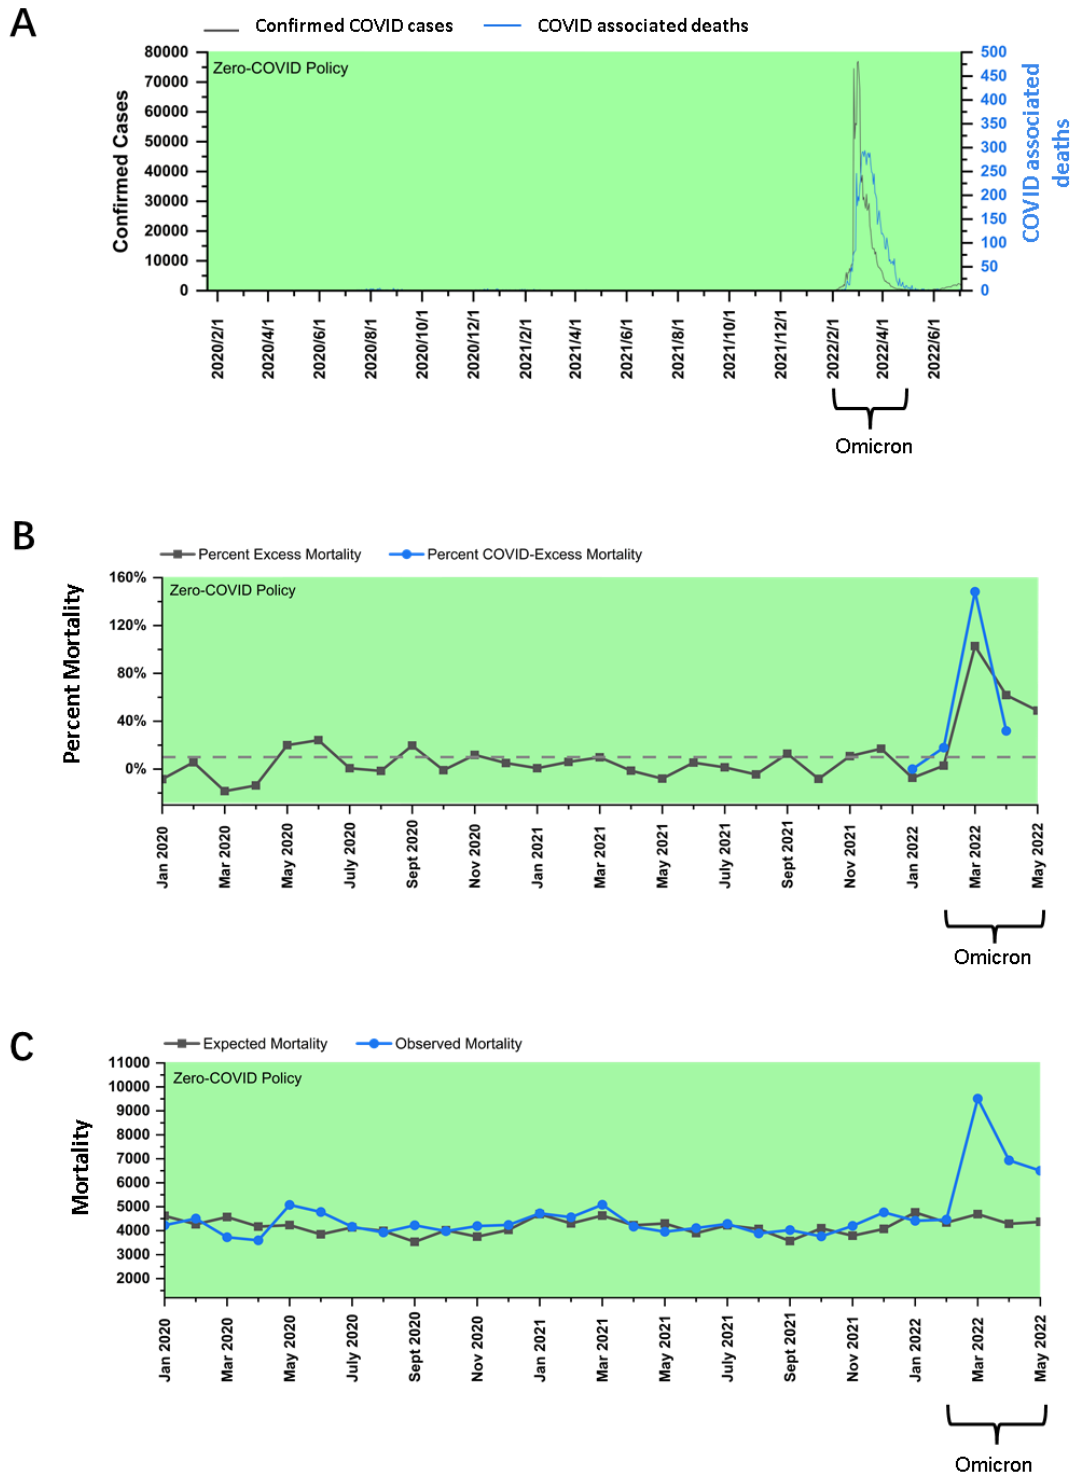 A
Confirmed COVID cases
COVID associated deaths
Zero-COVID Policy
Confirmed Cases
80000
70000
60000
50000
40000
30000
20000
10000
0
500
450
400
350
300
250
200
150
100
50
0
COVID associated
deaths
2020/2/1
2020/4/1
2020/6/1
2020/8/1
2020/10/1
2020/12/1
2021/2/1
2021/4/1
2021/6/1
2021/8/1
2021/10/1
2021/12/1
2022/2/1
2022/4/1
2022/6/1
Omicron
B
Percent Excess Mortality
Percent COVID-Excess Mortality
Zero-COVID Policy
Percent Mortality
160%
120%
80%
40%
0%
Jan 2020
Mar 2020
May 2020
July 2020
Sept 2020
Nov 2020
Jan 2021
Mar 2021
May 2021
July 2021
Sept 2021
Nov 2021
Jan 2022
Mar 2022
May 2022
Omicron
C
Expected Mortality
Observed Mortality
Zero-COVID Policy
Mortality
11000
10000
9000
8000
7000
6000
5000
4000
3000
2000
Jan 2020
Mar 2020
May 2020
July 2020
Sept 2020
Nov 2020
Jan 2021
Mar 2021
May 2021
July 2021
Sept 2021
Nov 2021
Jan 2022
Mar 2022
May 2022
Omicron